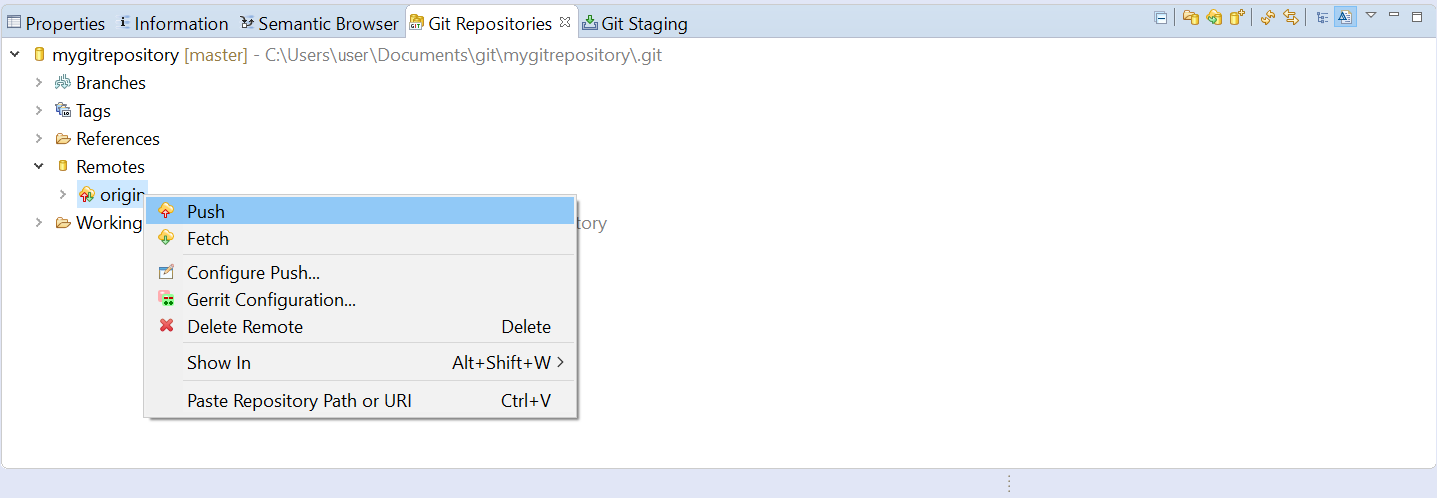 Properties Information Semantic Browser Git Repositories Git Staging
mygitrepository [master] - C:\Users\user\Documents\git\mygitrepository\.git
Branches
Tags
References
Remotes
origin
Push
Working
Fetch
Configure Push...
Gerrit Configuration...
Delete Remote Delete
Show In Alt+Shift+W
Paste Repository Path or URI Ctrl+V